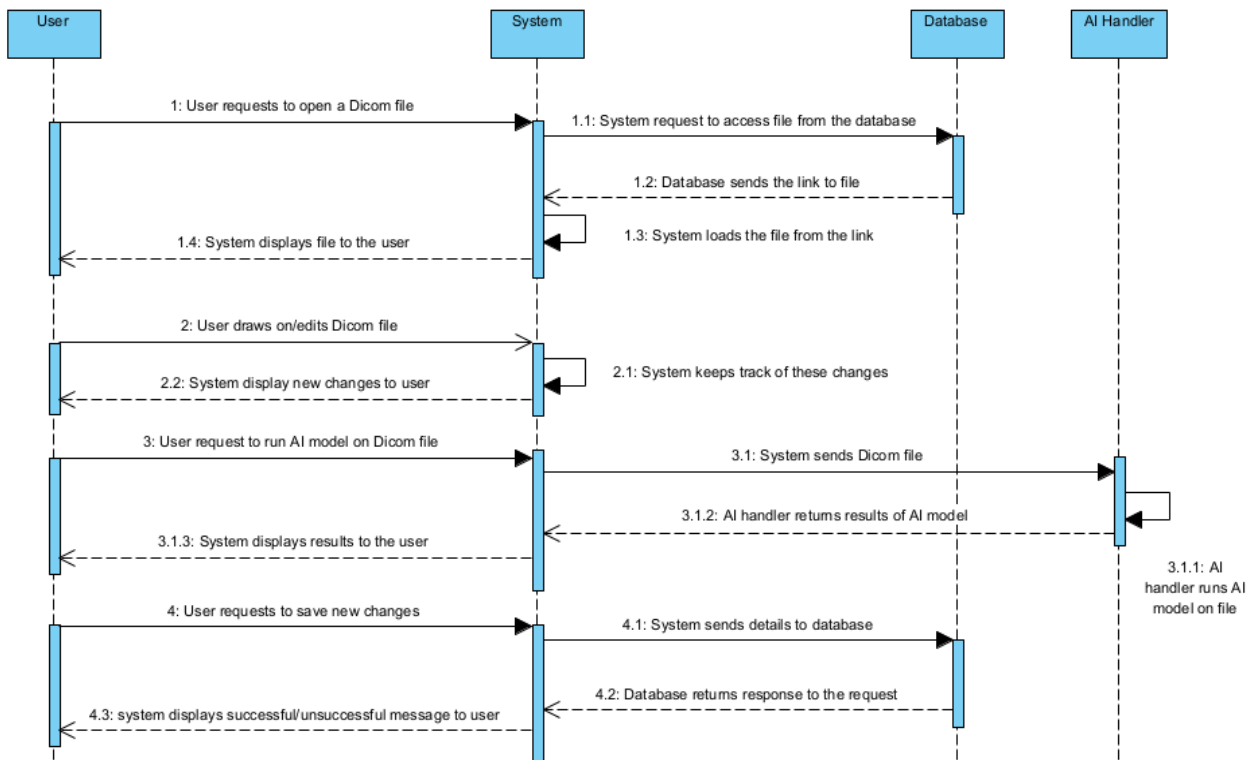 User
System
Database
AI Handler
1: User requests to open a Dicom file
1.1: System request to access file from the database
1.2: Database sends the link to file
1.3: System loads the file from the link
1.4: System displays file to the user
2: User draws on/edits Dicom file
2.1: System keeps track of these changes
2.2: System display new changes to user
3: User request to run AI model on Dicom file
3.1: System sends Dicom file
3.1.2: AI handler returns results of AI model
3.1.3: System displays results to the user
3.1.1: AI
handler runs AI
model on file
4: User requests to save new changes
4.1: System sends details to database
4.2: Database returns response to the request
4.3: system displays successful/unsuccessful message to user